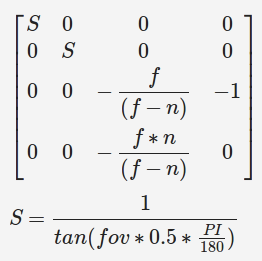 S 0 0 0
0 S 0 0
0 0 − f/(f − n) −1
0 0 − f ∗ n/(f − n) 0
S = 1/tan(fov ∗ 0.5 ∗ PI/180)